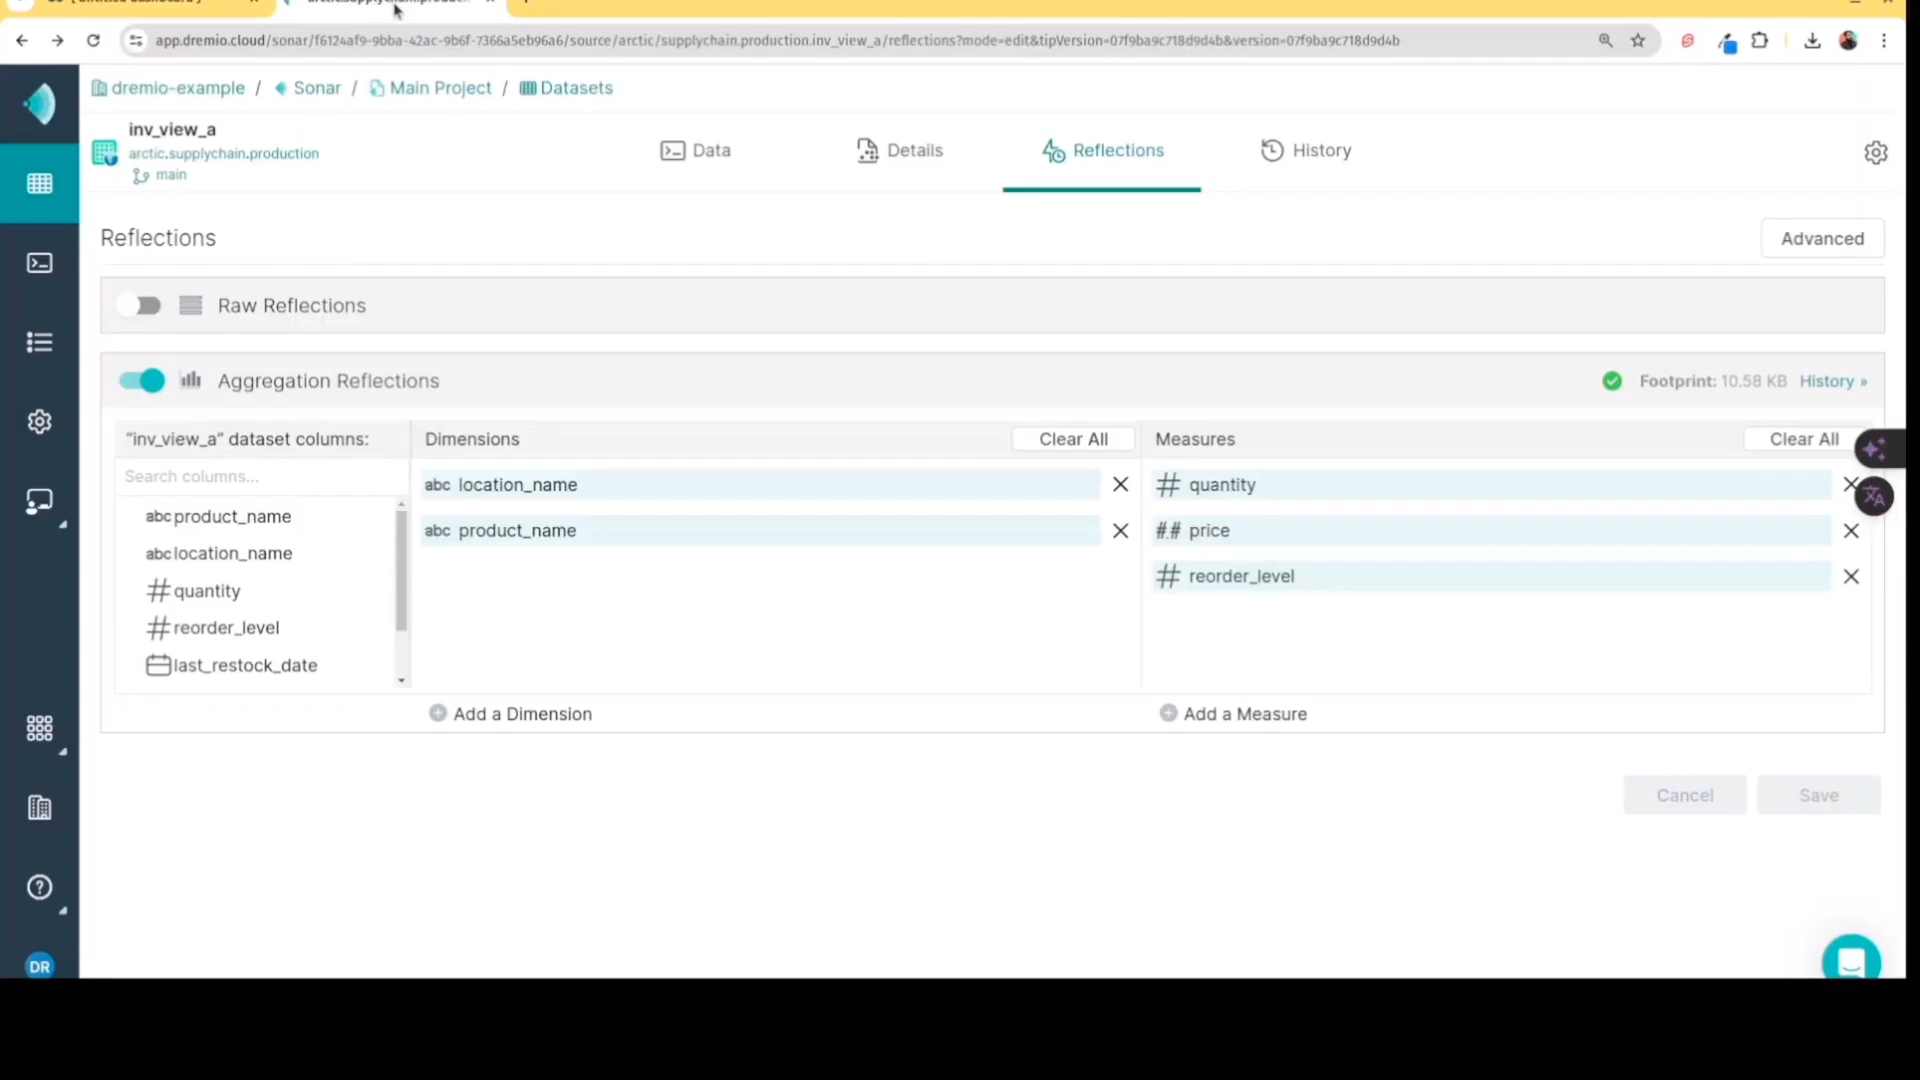 app.dremio.cloud/sonar/f6124af9-9bba-42ac-9b6f-7366a5eb96a6/source/arctic/supplychain.production.inv_view_a/reflections?mode=edit&tipVersion=07f9ba9c718d9d4b&version=07f9ba9c718d9d4b
dremio-example / Sonar / Main Project / Datasets
inv_view_a
arctic.supplychain.production
main
Data
Details
Reflections
History
Reflections
Advanced
Raw Reflections
Aggregation Reflections
Footprint: 10.58 KB
History »
"inv_view_a" dataset columns:
Dimensions
Clear All
Measures
Clear All
Search columns...
abc product_name
abc location_name
# quantity
# reorder_level
last_restock_date
abc location_name
abc product_name
# quantity
#.# price
# reorder_level
Add a Dimension
Add a Measure
Cancel
Save
DR